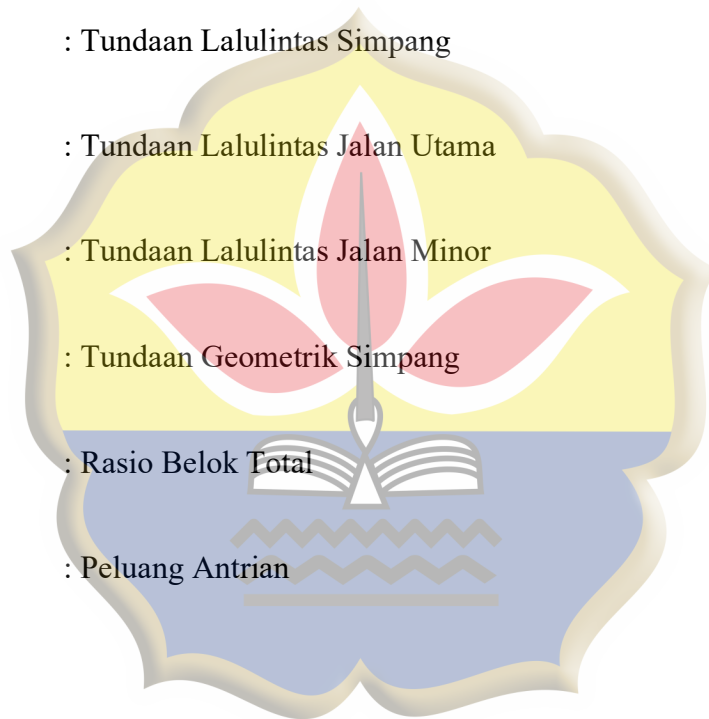 : Tundaan Lalulintas Simpang
: Tundaan Lalulintas Jalan Utama
: Tundaan Lalulintas Jalan Minor
: Tundaan Geometrik Simpang
: Rasio Belok Total
: Peluang Antrian